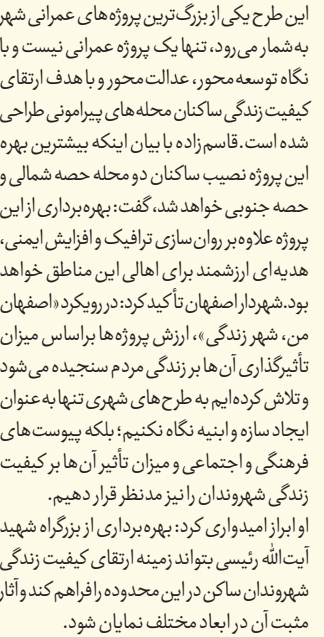 این طرح یکی از بزرگ‌ترین پروژه‌های عمرانی شهر
به‌شمار می‌رود، تنها یک پروژه عمرانی نیست و با
نگاه توسعه‌محور، عدالت‌محور و با هدف ارتقای
کیفیت زندگی ساکنان محله‌های پیرامونی طراحی
شده است. قاسم‌زاده با بیان اینکه بیشترین بهره
این پروژه نصیب ساکنان دو محله حصه شمالی و
حصه جنوبی خواهد شد، گفت: بهره‌برداری از این
پروژه علاوه‌بر روان‌سازی ترافیک و افزایش ایمنی،
هدیه‌ای ارزشمند برای اهالی این مناطق خواهد
بود.شهردار اصفهان تأکید کرد: در رویکرد «اصفهان
من، شهر زندگی»، ارزش پروژه‌ها براساس میزان
تأثیرگذاری آن‌ها بر زندگی مردم سنجیده می‌شود
و تلاش کرده‌ایم به طرح‌های شهری تنها به‌عنوان
ایجاد سازه و ابنیه نگاه نکنیم؛ بلکه پیوست‌های
فرهنگی و اجتماعی و میزان تأثیر آن‌ها بر کیفیت
زندگی شهروندان را نیز مدنظر قرار دهیم.
او ابراز امیدواری کرد: بهره‌برداری از بزرگراه شهید
آیت‌الله رئیسی بتواند زمینه ارتقای کیفیت زندگی
شهروندان ساکن در این محدوده را فراهم کند و آثار
مثبت آن در ابعاد مختلف نمایان شود.